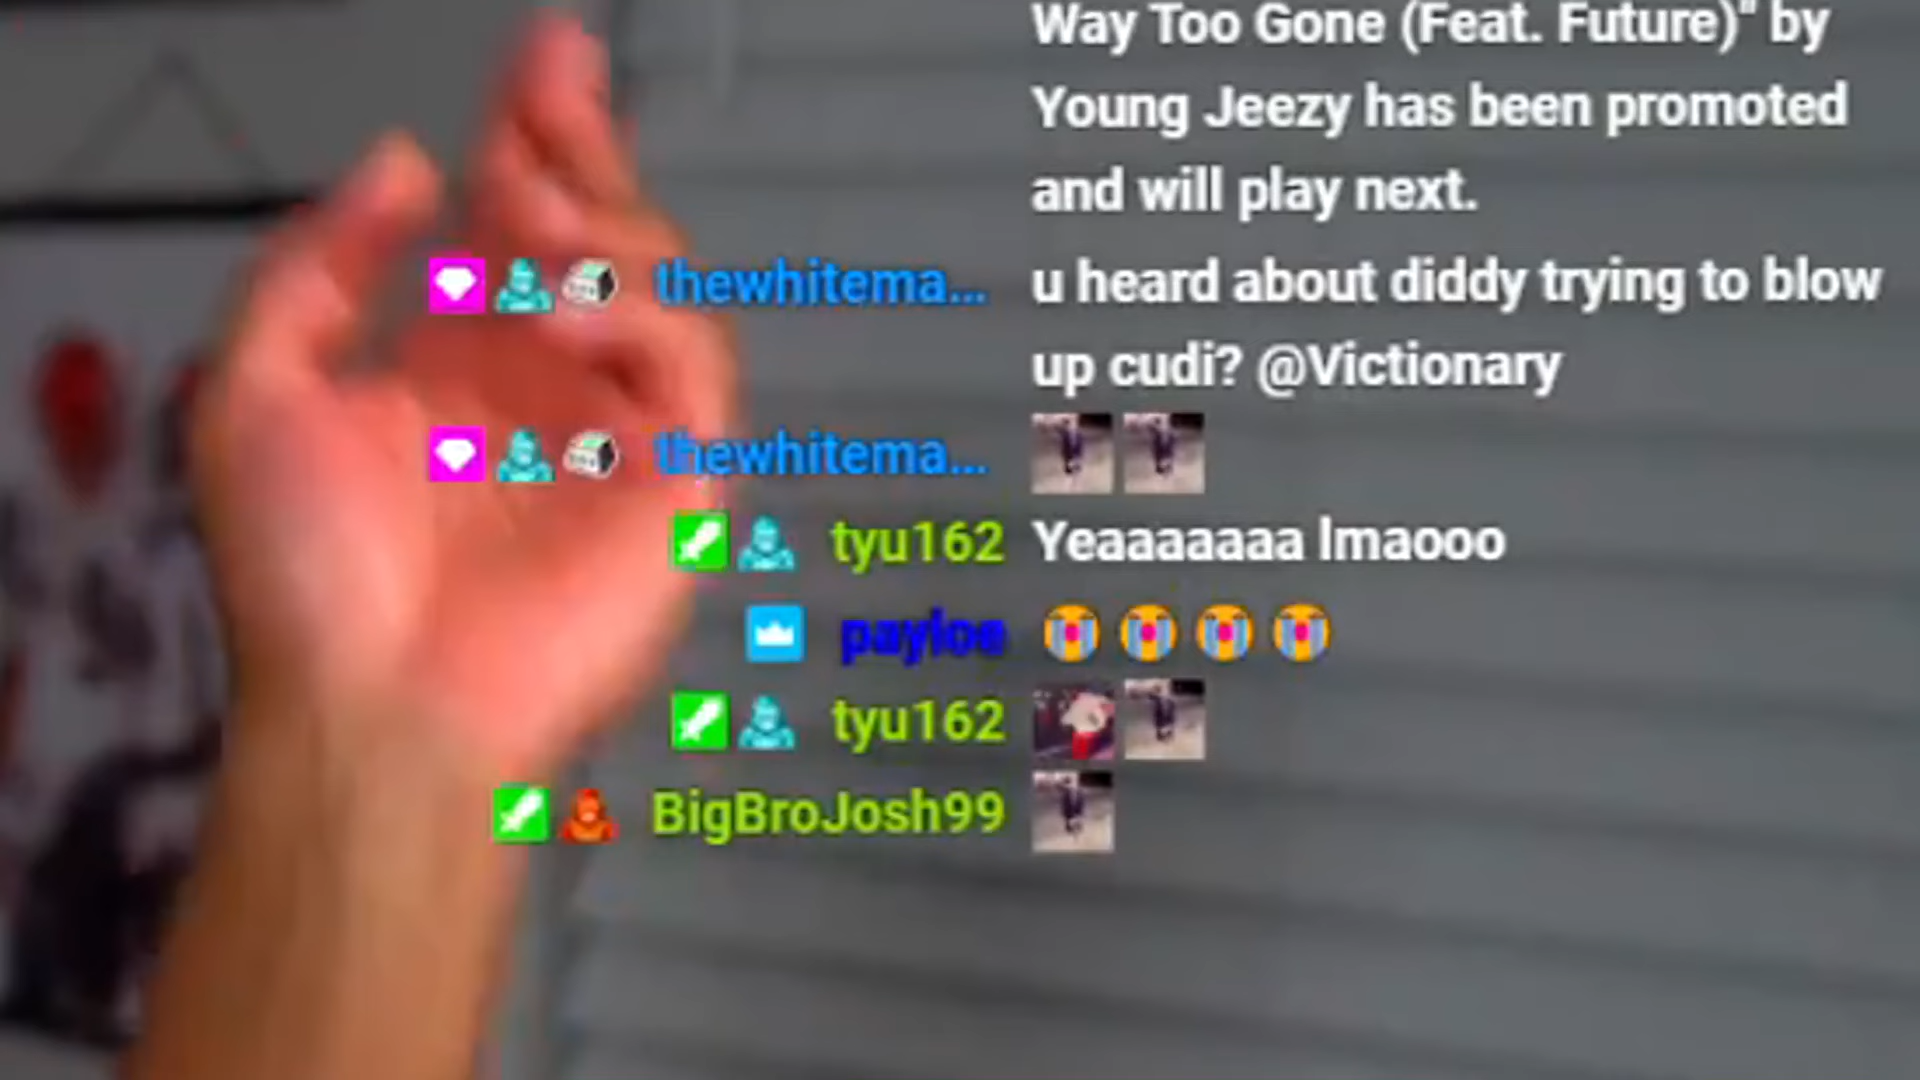 Way Too Gone (Feat. Future)" by
Young Jeezy has been promoted
and will play next.
thewhitema... u heard about diddy trying to blow
up cudi? @Victionary
thewhitema...
tyu162 Yeaaaaaaa lmaooo
payloe 😭😭😭😭
tyu162
BigBroJosh99